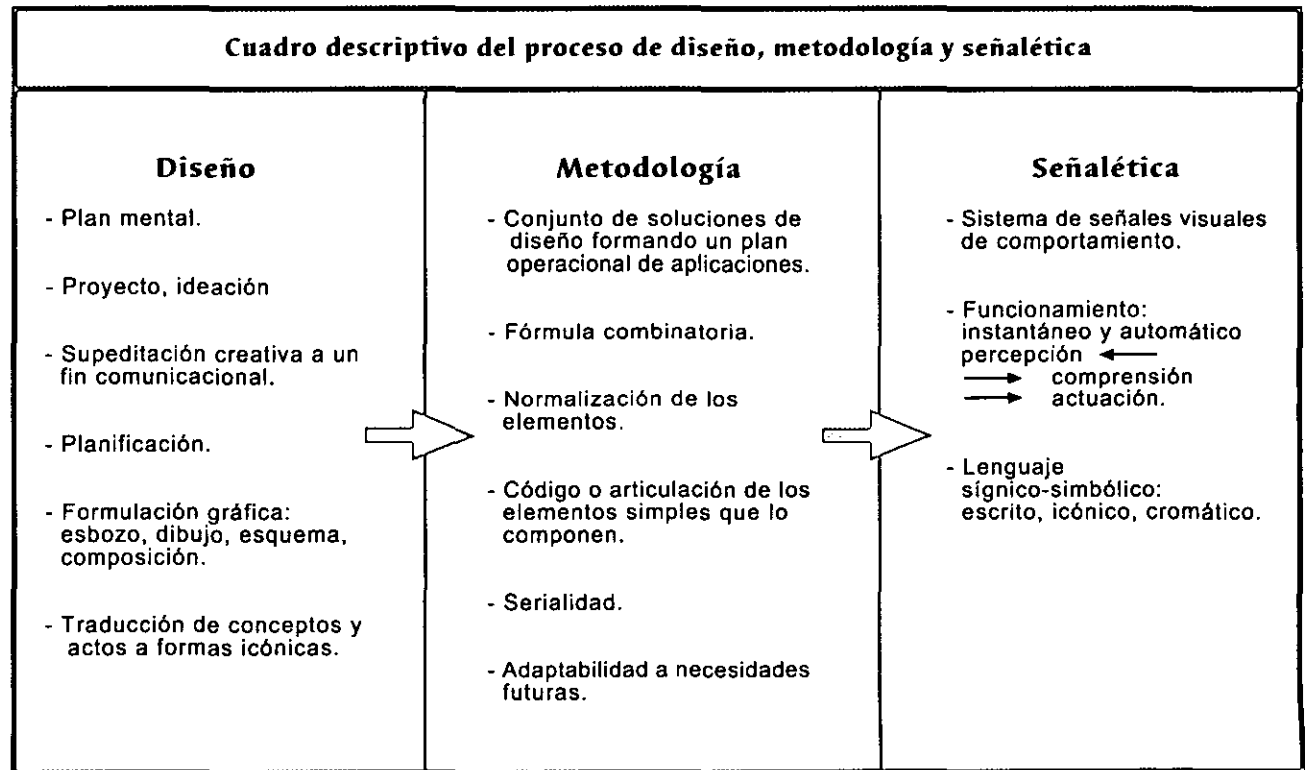 Cuadro descriptivo del proceso de diseño, metodología y señalética
Diseño
- Plan mental.
- Proyecto, ideación
- Supeditación creativa a un
fin comunicacional.
- Planificación.
- Formulación gráfica:
esbozo, dibujo, esquema,
composición.
- Traducción de conceptos y
actos a formas icónicas.
Metodología
- Conjunto de soluciones de
diseño formando un plan
operacional de aplicaciones.
- Fórmula combinatoria.
- Normalización de los
elementos.
- Código o articulación de los
elementos simples que lo
componen.
- Serialidad.
- Adaptabilidad a necesidades
futuras.
Señalética
- Sistema de señales visuales
de comportamiento.
- Funcionamiento:
instantáneo y automático
percepción ←
→ comprensión
→ actuación.
- Lenguaje
sígnico-simbólico:
escrito, icónico, cromático.